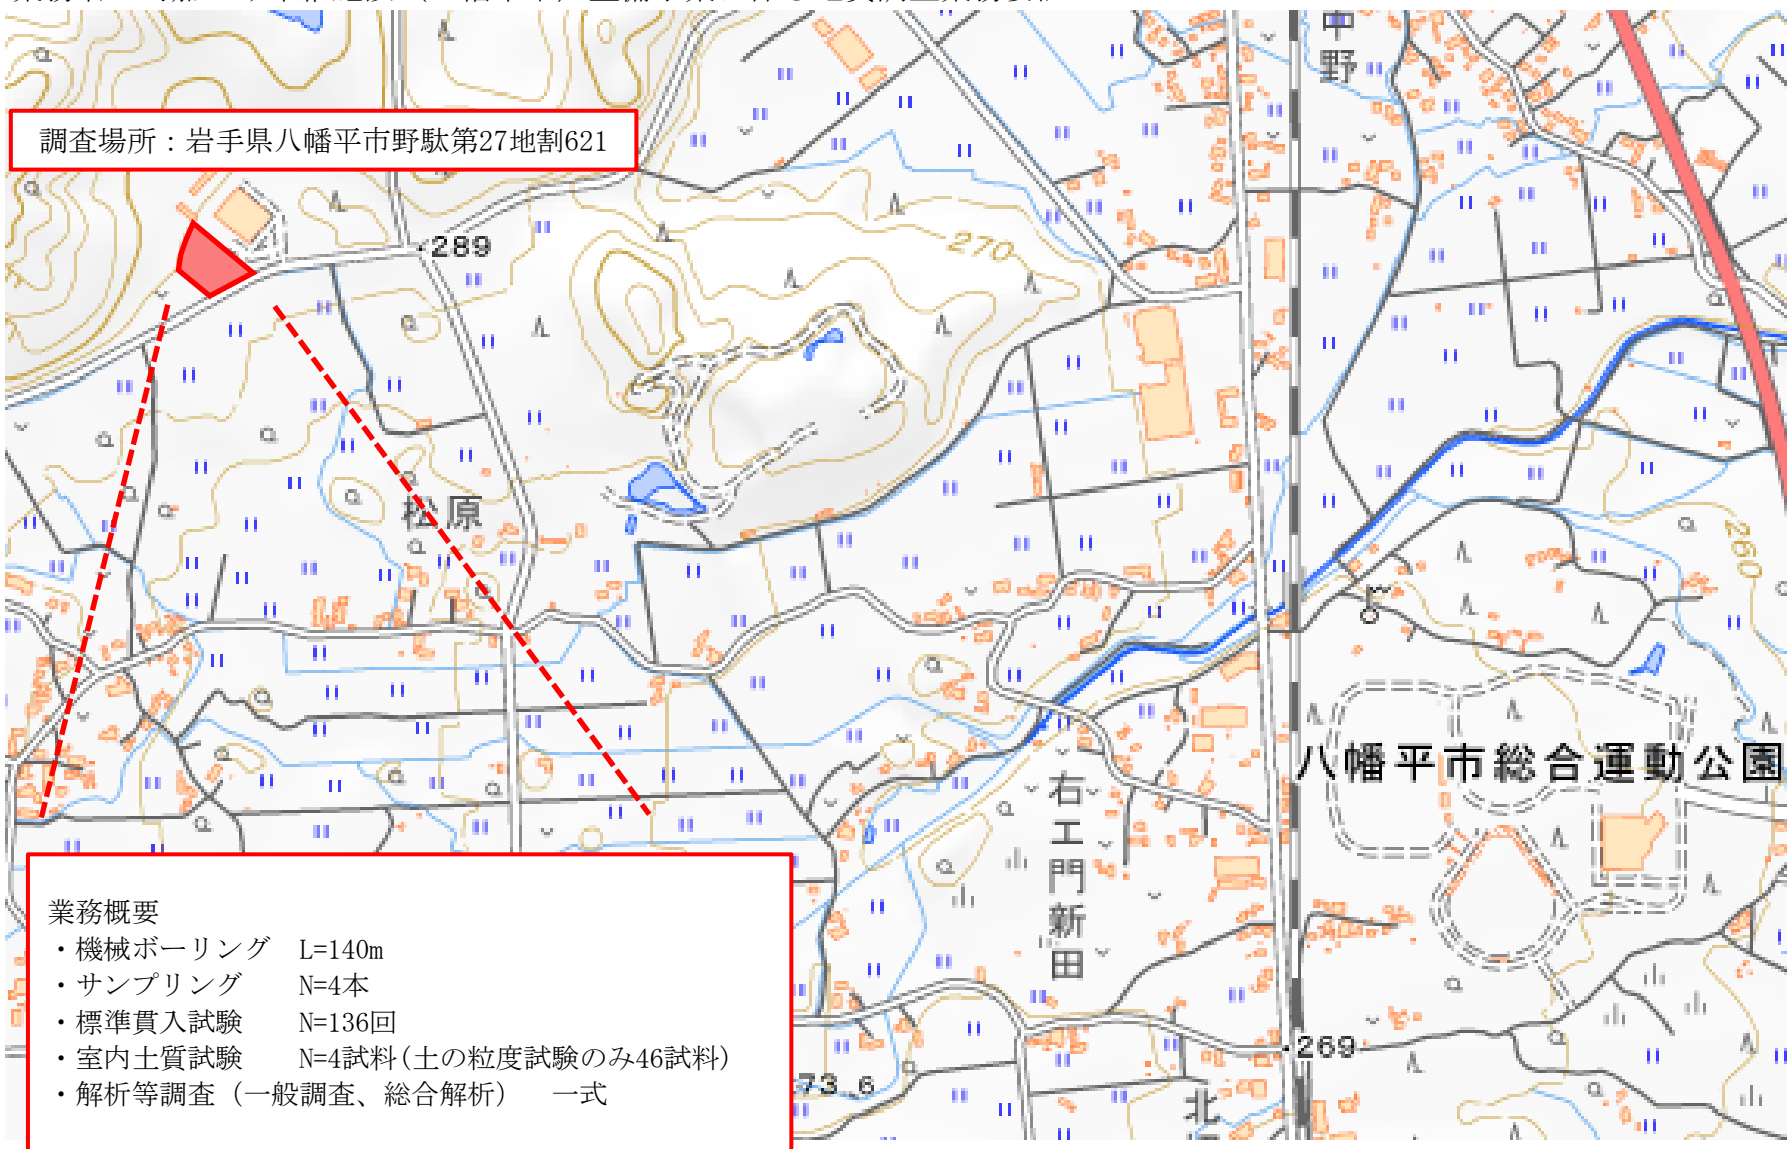 調査場所：岩手県八幡平市野駄第27地割621
中野
289
270
松原
260
八幡平市総合運動公園
右エ門新田
269
73.6
北
業務概要
・機械ボーリング　L=140m
・サンプリング　　N=4本
・標準貫入試験　　N=136回
・室内土質試験　　N=4試料(土の粒度試験のみ46試料)
・解析等調査（一般調査、総合解析）　一式